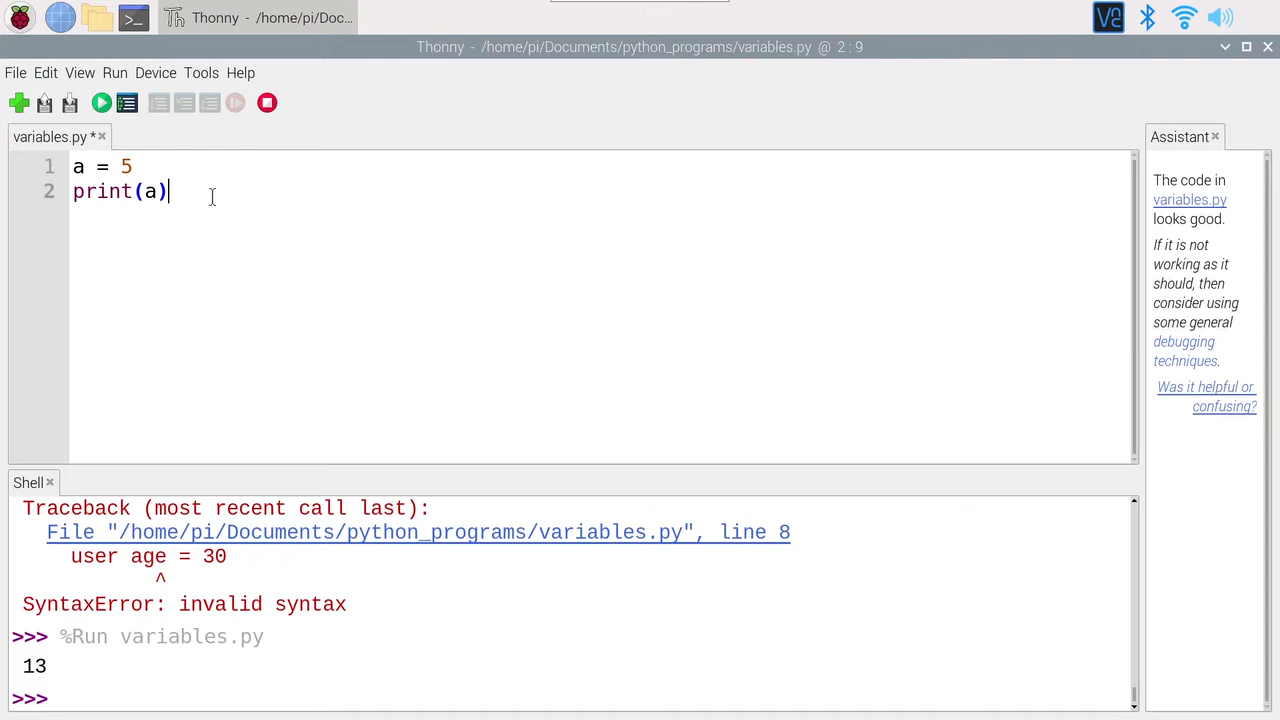 Thonny - /home/pi/Doc...
Thonny - /home/pi/Documents/python_programs/variables.py @ 2:9
File Edit View Run Device Tools Help
variables.py *
1 a = 5
2 print(a)
Assistant
The code in
variables.py
looks good.
If it is not
working as it
should, then
consider using
some general
debugging
techniques.
Was it helpful or
confusing?
Shell
Traceback (most recent call last):
File "/home/pi/Documents/python_programs/variables.py", line 8
user age = 30
^
SyntaxError: invalid syntax
>>> %Run variables.py
13
>>>